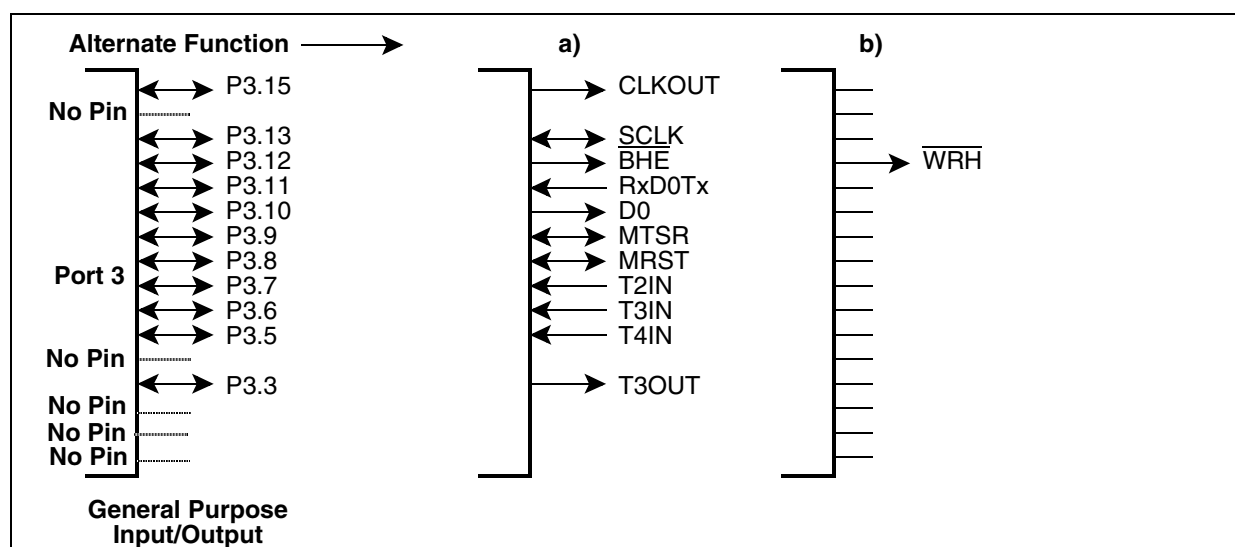 Alternate Function a) b)
P3.15 CLKOUT
No Pin
P3.13 SCLK
P3.12 BHE WRH
P3.11 RxD0Tx
P3.10 D0
P3.9 MTSR
P3.8 MRST
Port 3 P3.7 T2IN
P3.6 T3IN
P3.5 T4IN
No Pin
P3.3 T3OUT
No Pin
No Pin
No Pin
General Purpose
Input/Output